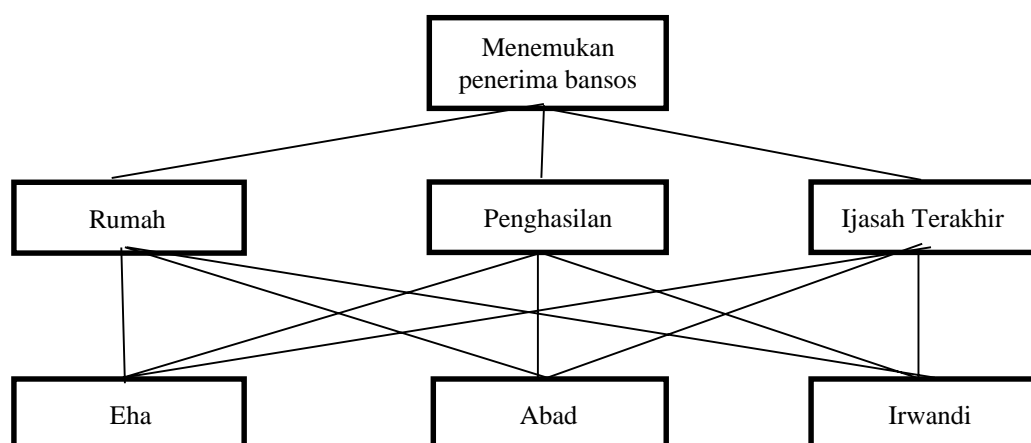 Menemukan
penerima bansos
Rumah
Penghasilan
Ijasah Terakhir
Eha
Abad
Irwandi